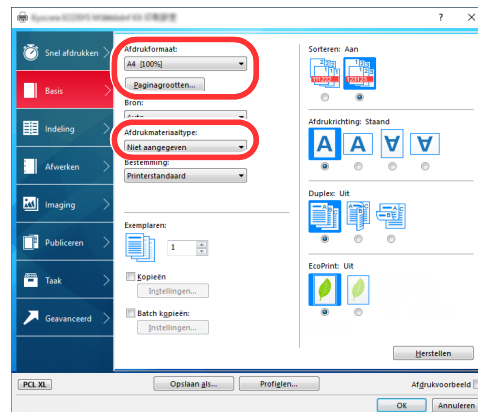 Snel afdrukken
Basis
Indeling
Afwerken
Imaging
Publiceren
Taak
Geavanceerd
Afdrukformaat:
A4 [100%]
Paginagrootten...
Bron:
Auto
Afdrukmateriaaltype:
Niet aangegeven
Bestemming:
Printerstandaard
Exemplaren:
1
Kopieën
Instellingen...
Batch kopieën:
Instellingen...
Sorteren: Aan
Afdrukrichting: Staand
A A A A
Duplex: Uit
EcoPrint: Uit
Herstellen
PCL XL
Opslaan als...
Profielen...
Afdrukvoorbeeld
OK
Annuleren